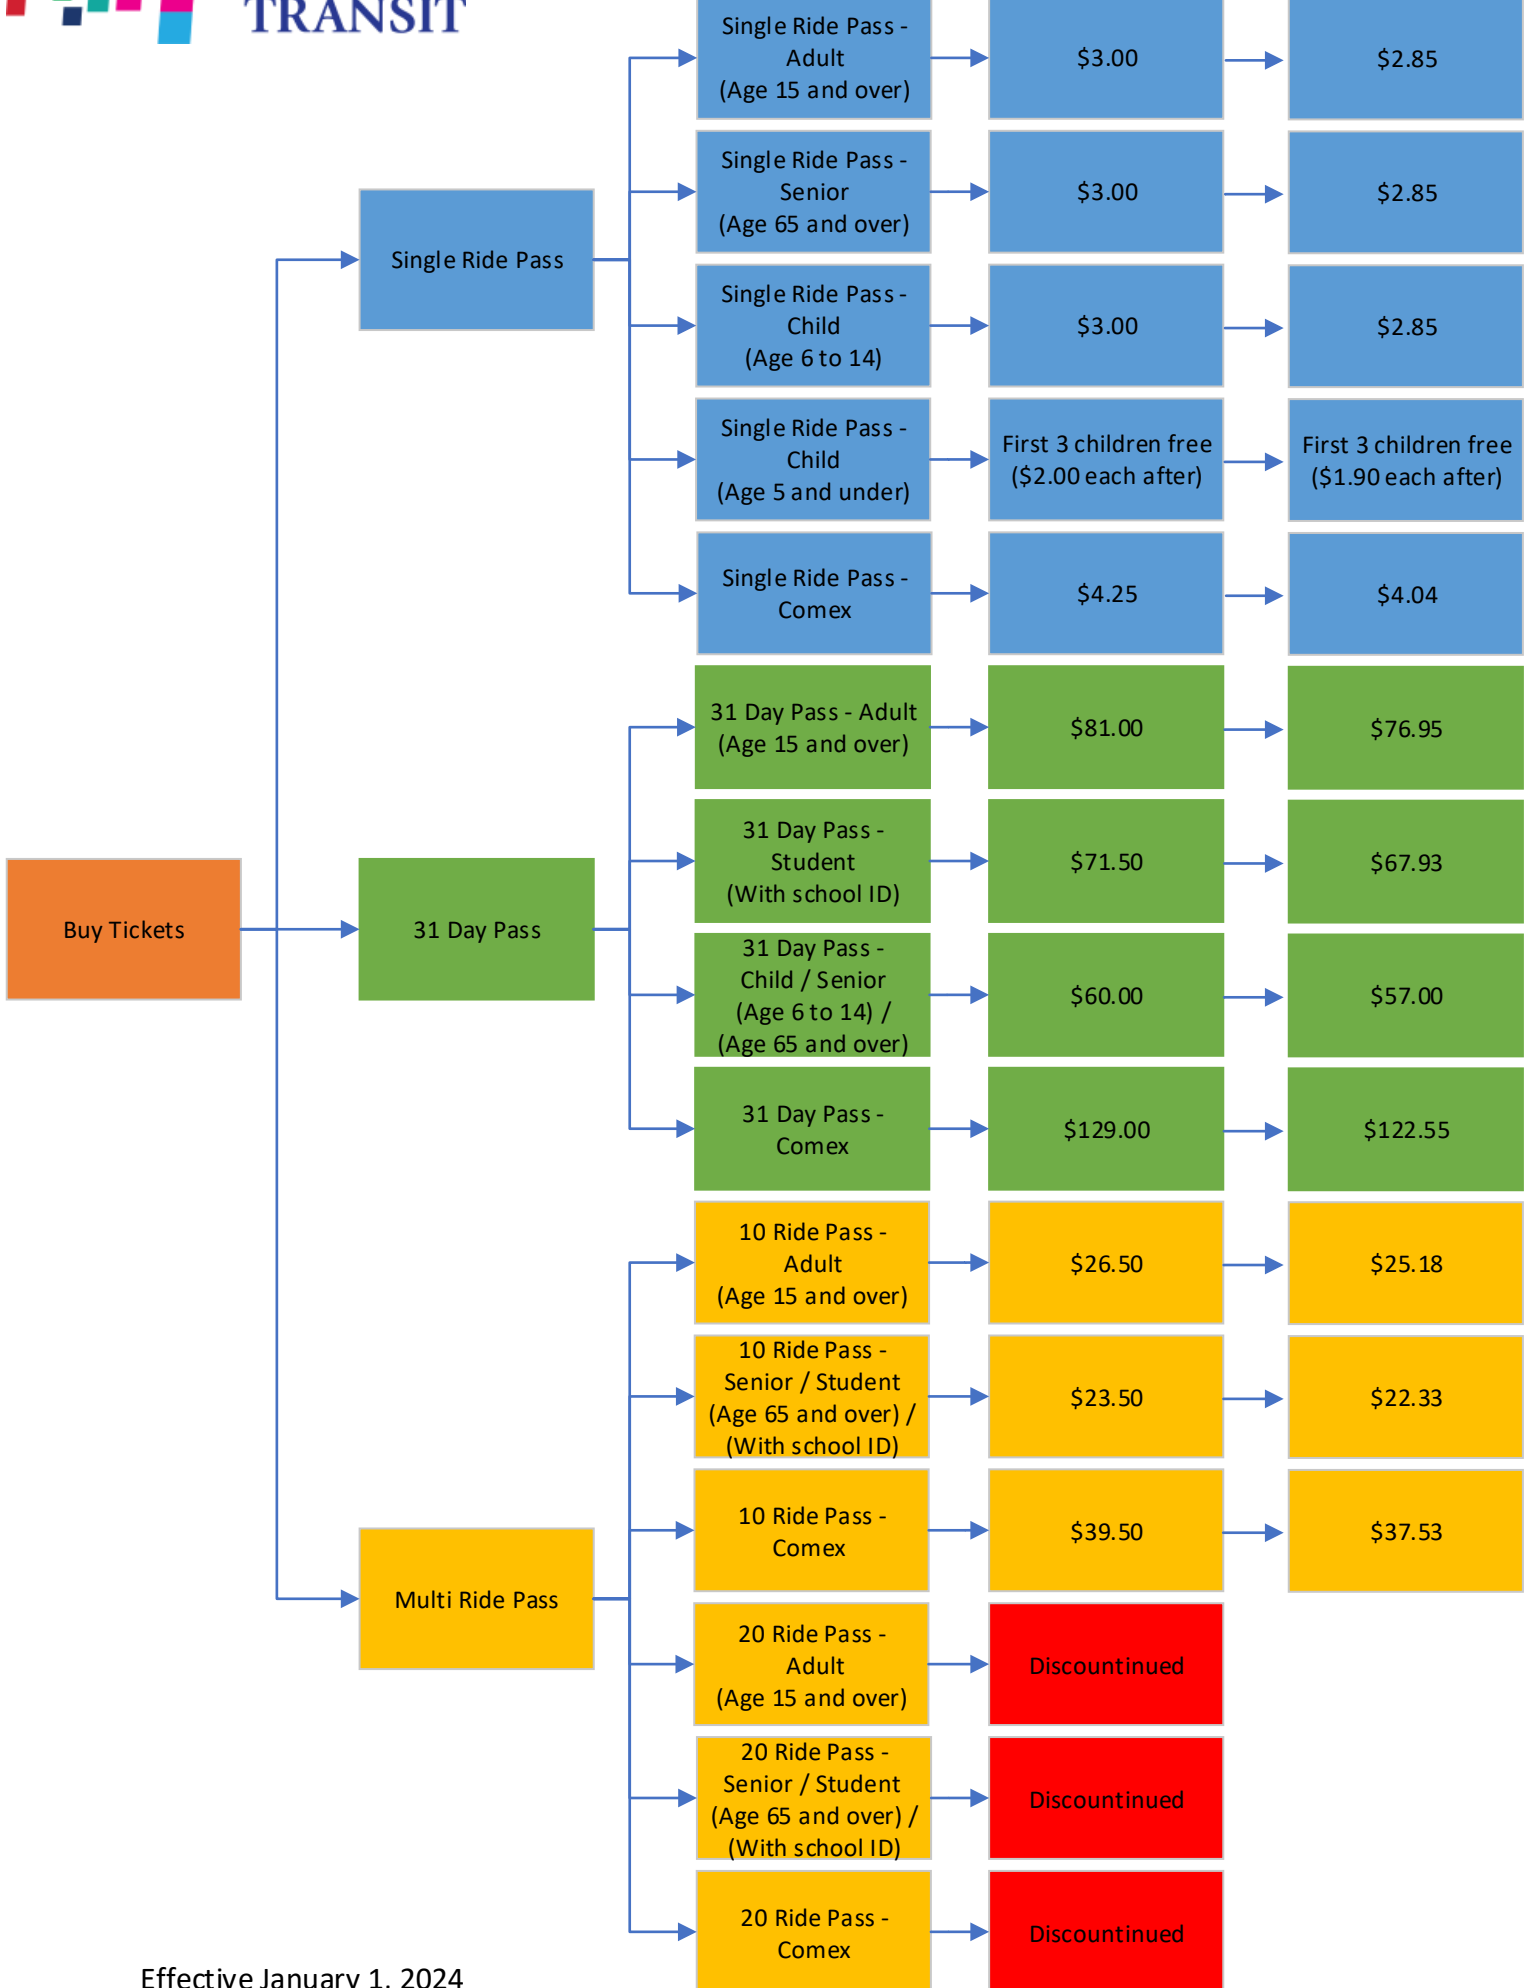 TRANSIT
Single Ride Pass -
Adult
(Age 15 and over)
$3.00
$2.85
Single Ride Pass -
Senior
(Age 65 and over)
$3.00
$2.85
Single Ride Pass
Single Ride Pass -
Child
(Age 6 to 14)
$3.00
$2.85
Single Ride Pass -
Child
(Age 5 and under)
First 3 children free
($2.00 each after)
First 3 children free
($1.90 each after)
Single Ride Pass -
Comex
$4.25
$4.04
31 Day Pass - Adult
(Age 15 and over)
$81.00
$76.95
31 Day Pass -
Student
(With school ID)
$71.50
$67.93
Buy Tickets
31 Day Pass
31 Day Pass -
Child / Senior
(Age 6 to 14) /
(Age 65 and over)
$60.00
$57.00
31 Day Pass -
Comex
$129.00
$122.55
10 Ride Pass -
Adult
(Age 15 and over)
$26.50
$25.18
10 Ride Pass -
Senior / Student
(Age 65 and over) /
(With school ID)
$23.50
$22.33
10 Ride Pass -
Comex
$39.50
$37.53
Multi Ride Pass
20 Ride Pass -
Adult
(Age 15 and over)
Discountinued
20 Ride Pass -
Senior / Student
(Age 65 and over) /
(With school ID)
Discountinued
20 Ride Pass -
Comex
Discountinued
Effective January 1, 2024